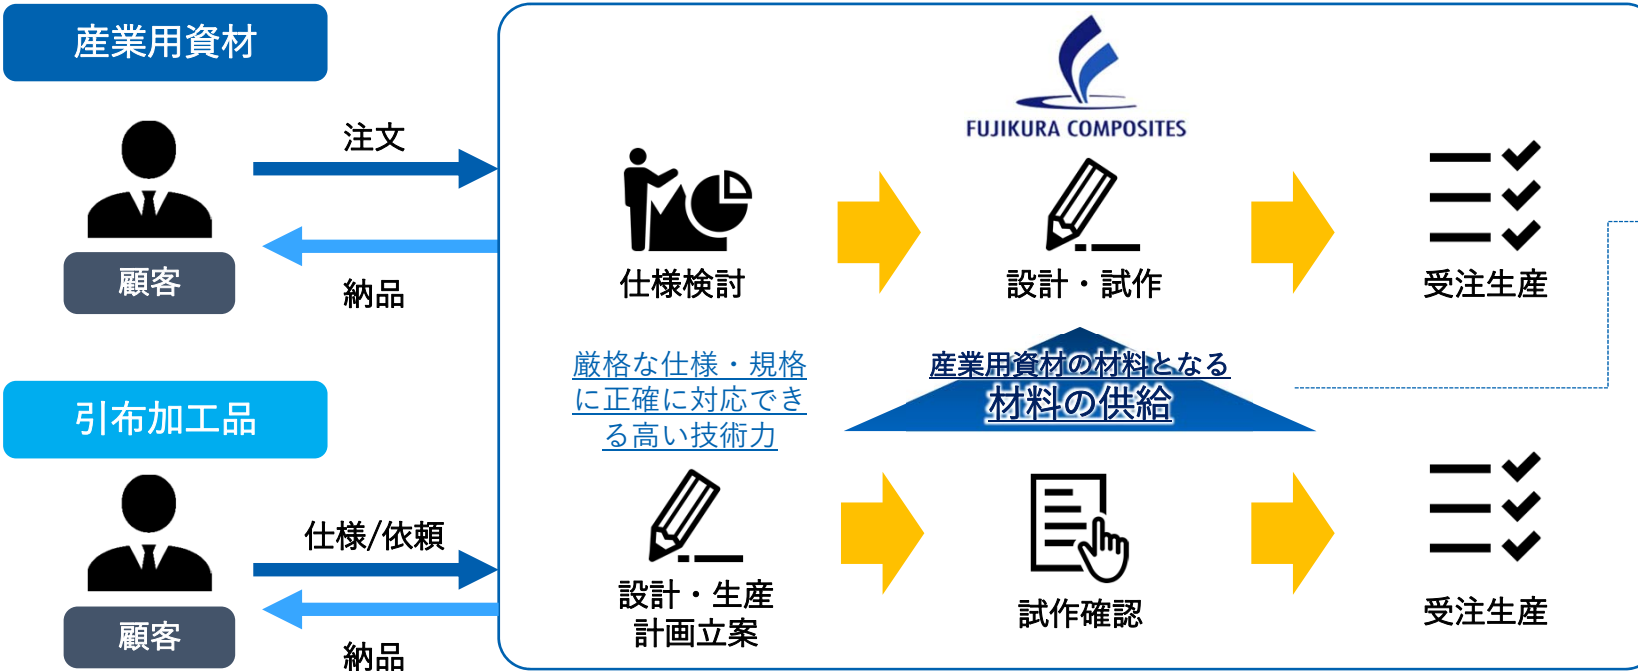 産業用資材
FUJIKURA COMPOSITES
注文
顧客
納品
仕様検討
設計・試作
受注生産
厳格な仕様・規格
に正確に対応でき
る高い技術力
産業用資材の材料となる
材料の供給
引布加工品
仕様/依頼
顧客
納品
設計・生産
計画立案
試作確認
受注生産